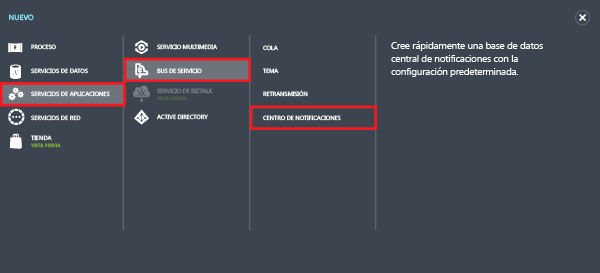 NUEVO
PROCESO
SERVICIOS DE DATOS
SERVICIOS DE APLICACIONES
SERVICIOS DE RED
TIENDA
VISTA PREVIA
SERVICIO MULTIMEDIA
BUS DE SERVICIO
SERVICIO DE BIZTALK
VISTA PREVIA
ACTIVE DIRECTORY
COLA
TEMA
RETRANSMISIÓN
CENTRO DE NOTIFICACIONES
Cree rápidamente una base de datos
central de notificaciones con la
configuración predeterminada.